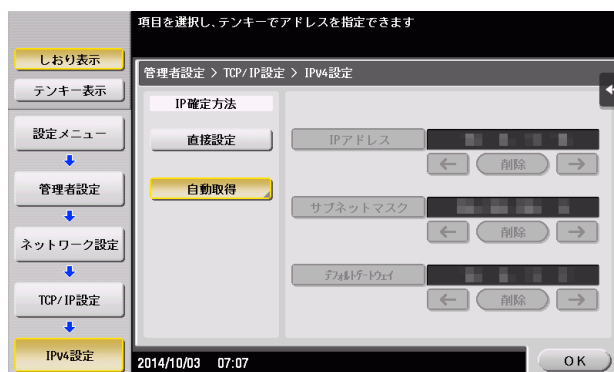 項目を選択し､テンキーでアドレスを指定できます
しおり表示
テンキー表示
設定メニュー
管理者設定
ネットワーク設定
TCP/IP設定
IPv4設定
管理者設定 > TCP/IP設定 > IPv4設定
IP確定方法
直接設定
自動取得
IPアドレス
← 削除 →
サブネットマスク
← 削除 →
デフォルトゲートウェイ
← 削除 →
2014/10/03 07:07
OK